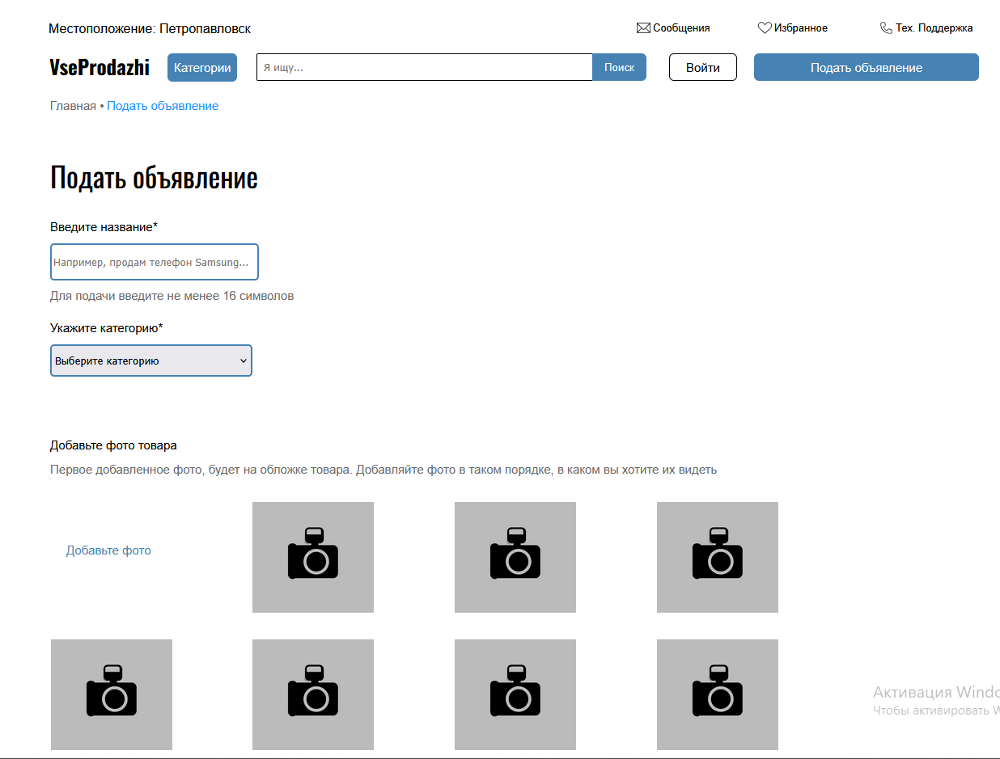 Местоположение: Петропавловск
Сообщения
Избранное
Тех. Поддержка
VseProdazhi
Категории
Я ищу...
Поиск
Войти
Подать объявление
Главная • Подать объявление
Подать объявление
Введите название*
Например, продам телефон Samsung...
Для подачи введите не менее 16 символов
Укажите категорию*
Выберите категорию
Добавьте фото товара
Первое добавленное фото, будет на обложке товара. Добавляйте фото в таком порядке, в каком вы хотите их видеть
Добавьте фото
Активация
Чтобы активировать